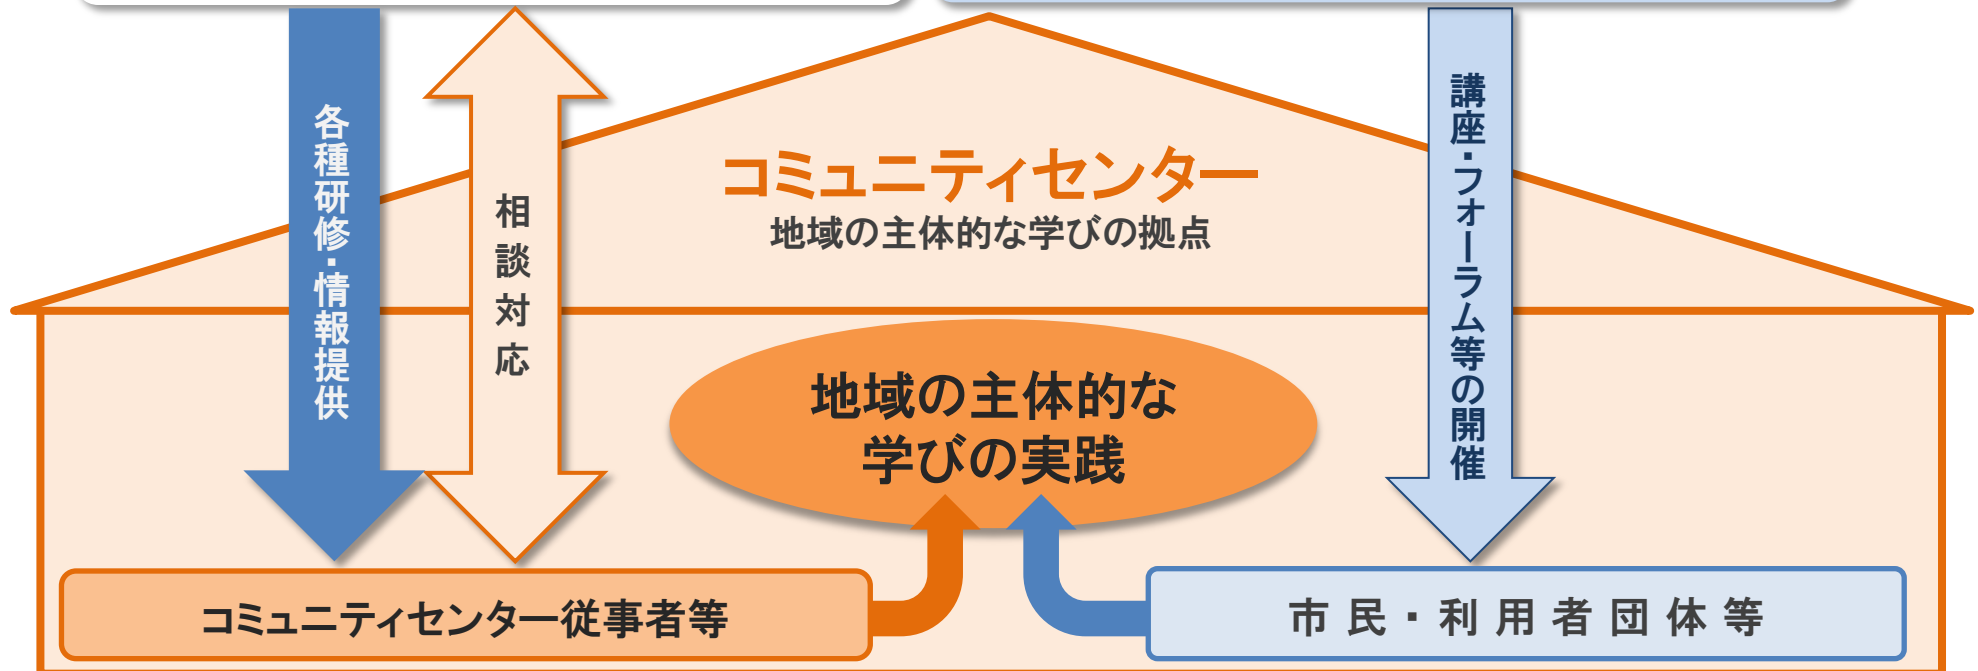 各種研修・情報提供
相談対応
講座・フォーラム等の開催
コミュニティセンター
地域の主体的な学びの拠点
地域の主体的な
学びの実践
コミュニティセンター従事者等
市民・利用者団体等